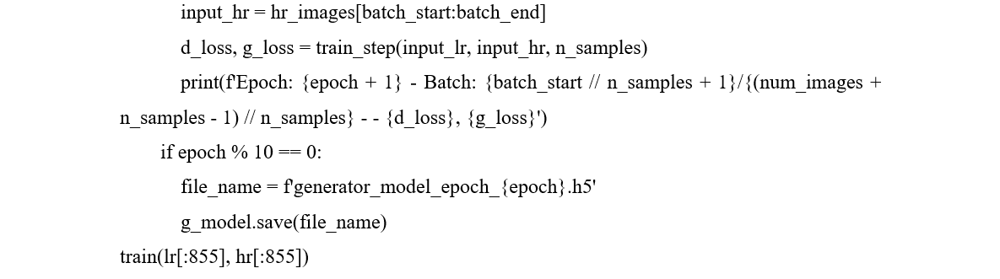 input_hr = hr_images[batch_start:batch_end]
d_loss, g_loss = train_step(input_lr, input_hr, n_samples)
print(f'Epoch: {epoch + 1} - Batch: {batch_start // n_samples + 1}/{(num_images +
n_samples - 1) // n_samples} - - {d_loss}, {g_loss}')
if epoch % 10 == 0:
file_name = f'generator_model_epoch_{epoch}.h5'
g_model.save(file_name)
train(lr[:855], hr[:855])